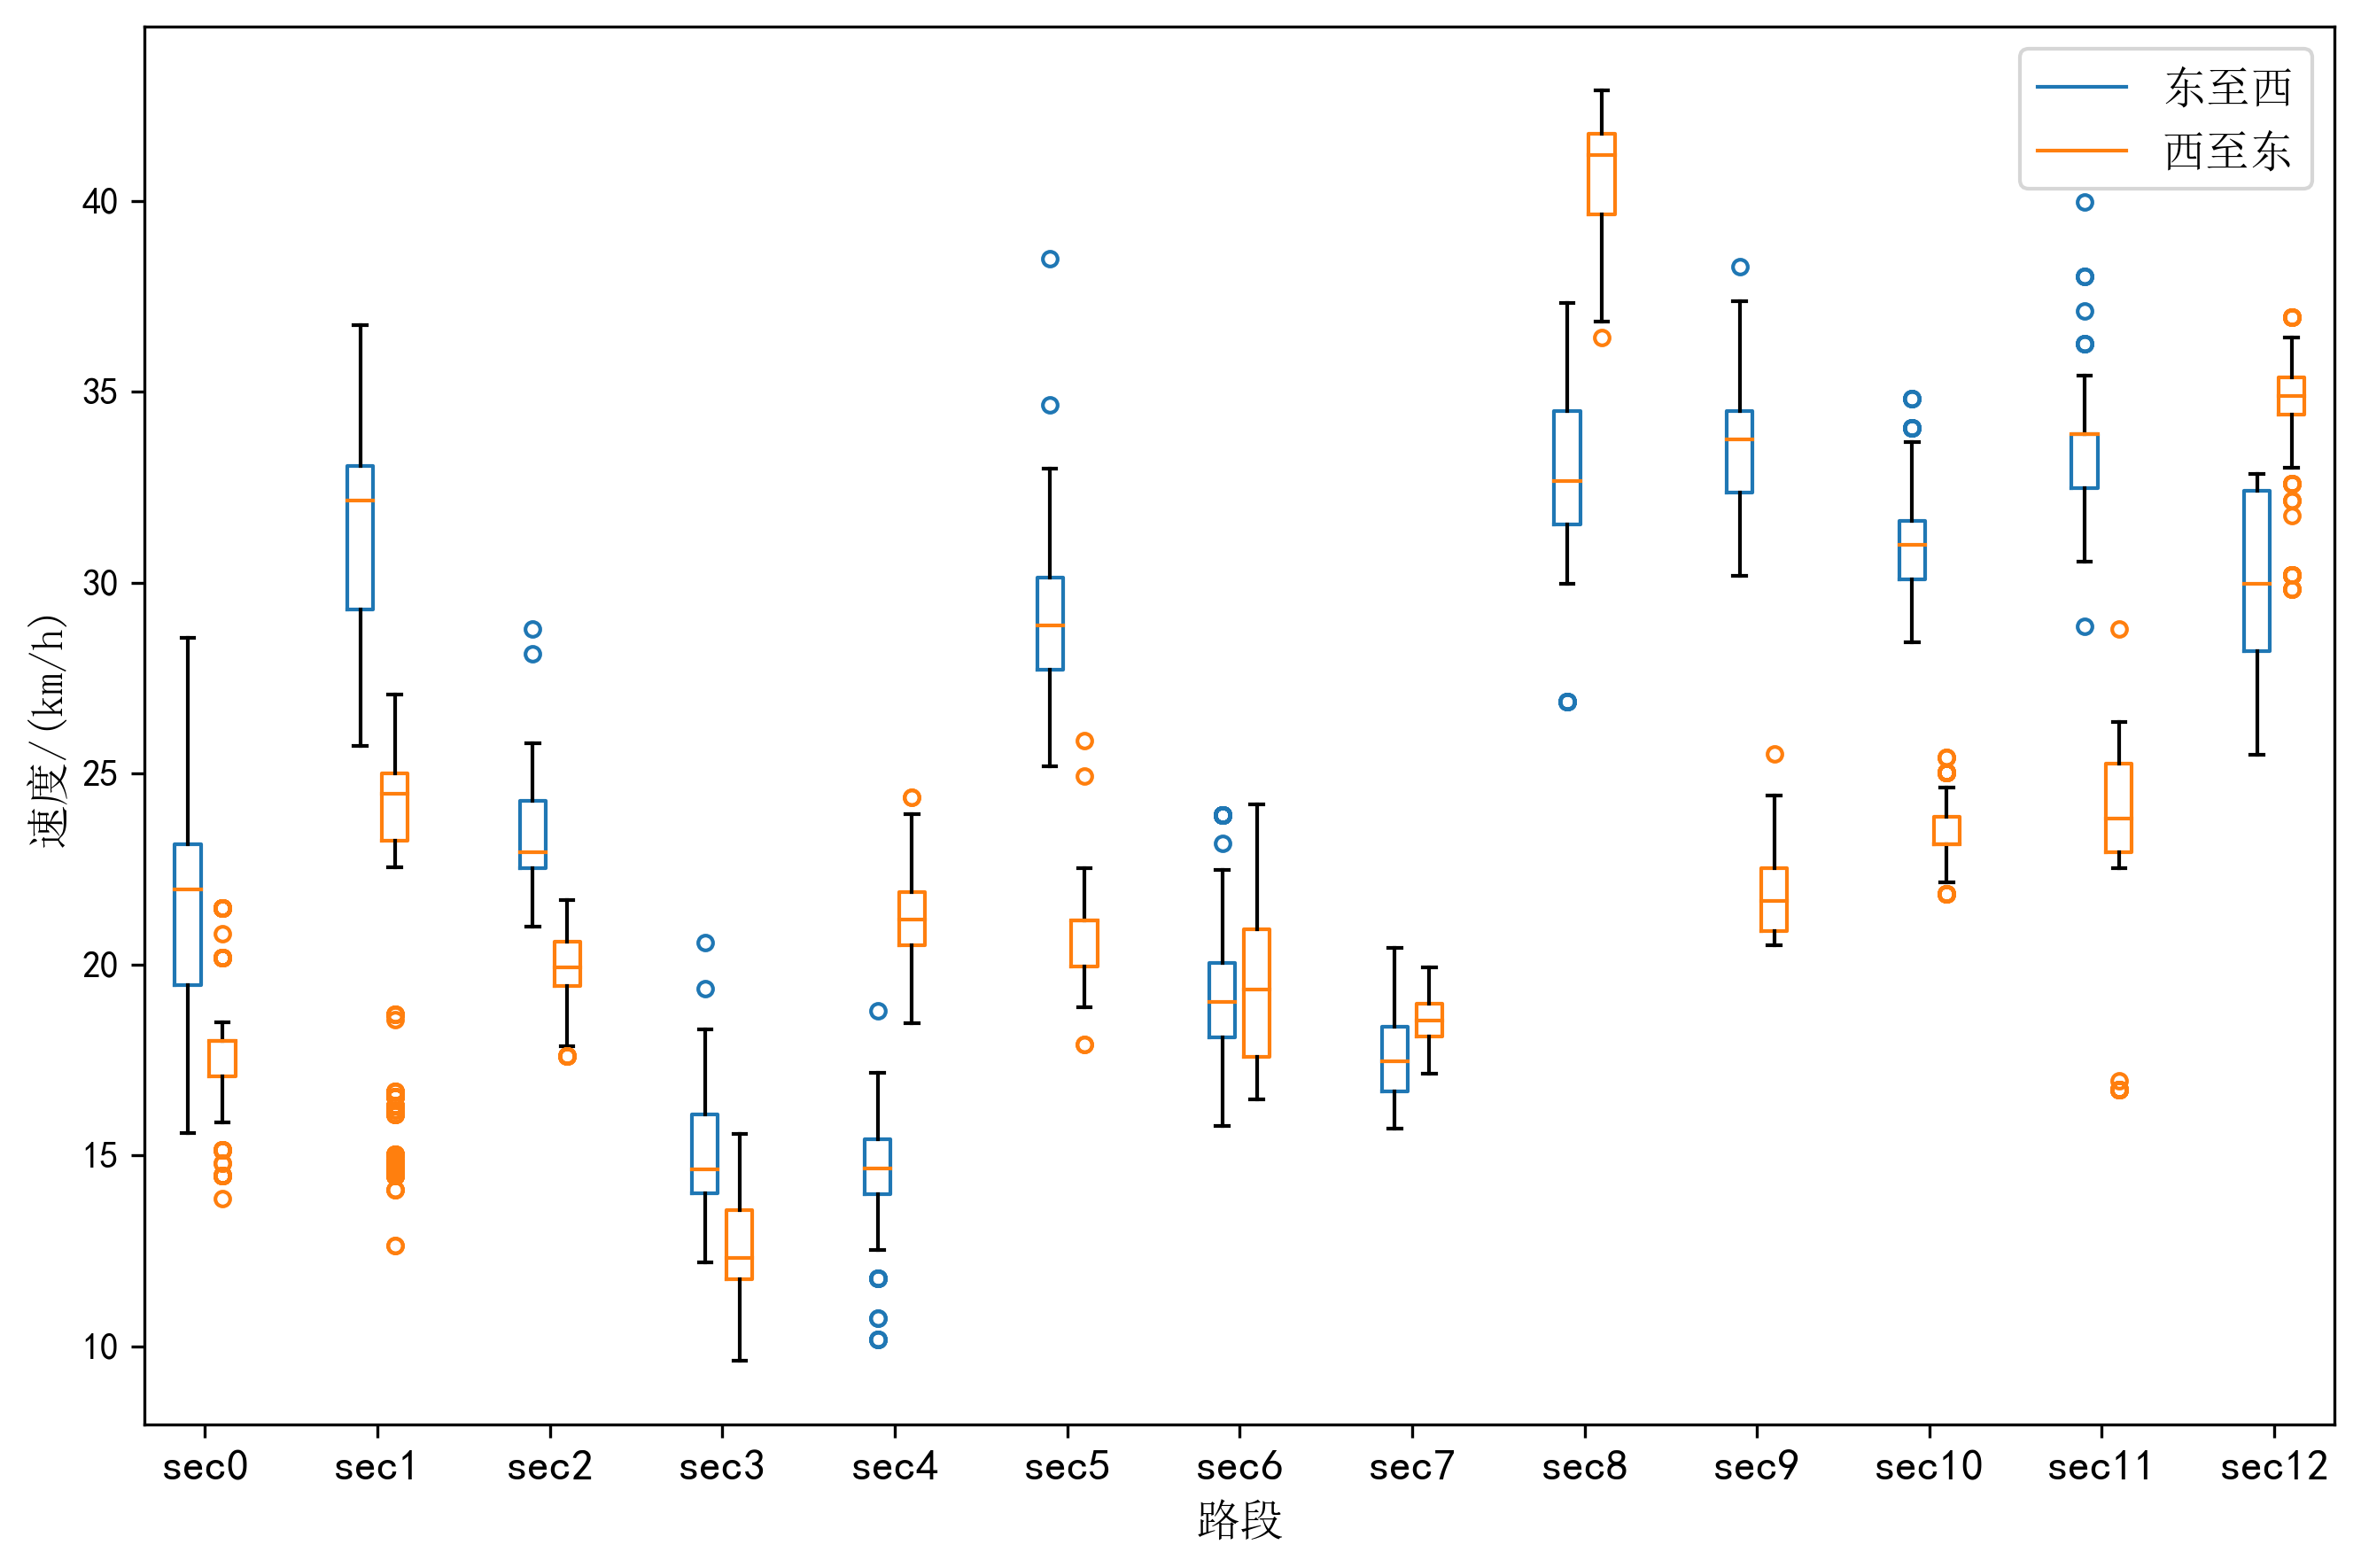 东至西
西至东
40
35
30
25
20
15
10
速度/(km/h)
sec0 sec1 sec2 sec3 sec4 sec5 sec6 sec7 sec8 sec9 sec10 sec11 sec12
路段